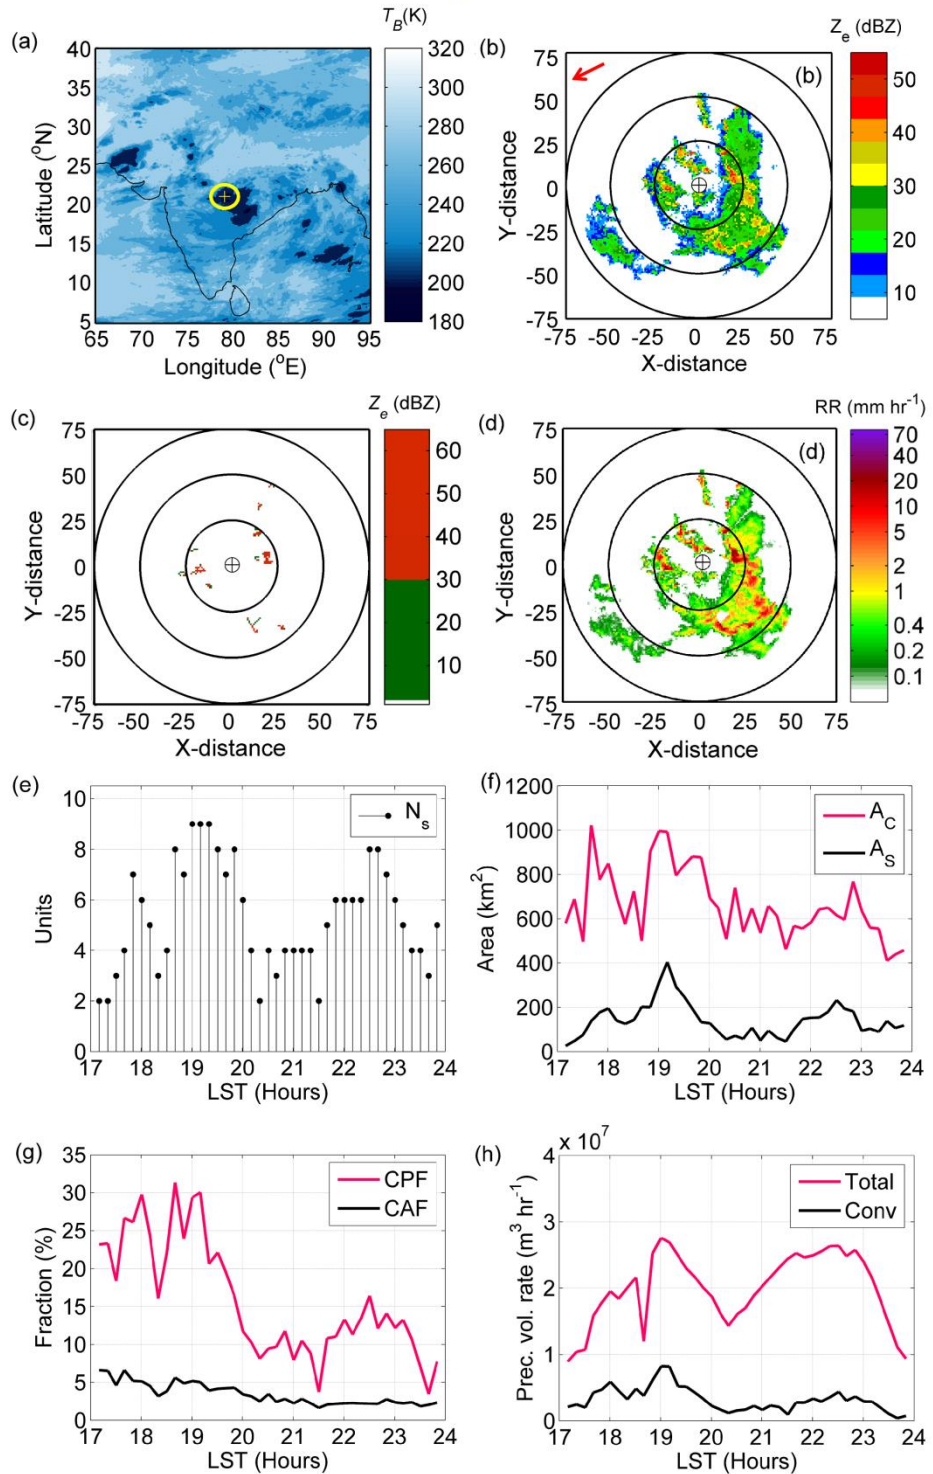 (a)
T_B(K)
Latitude (°N)
40
35
30
25
20
15
10
5
65 70 75 80 85 90 95
Longitude (°E)
320
300
280
260
240
220
200
180
(b)
Z_e (dBZ)
(b)
Y-distance
75
50
25
0
-25
-50
-75
-75 -50 -25 0 25 50 75
X-distance
50
40
30
20
10
(c)
Z_e (dBZ)
Y-distance
75
50
25
0
-25
-50
-75
-75 -50 -25 0 25 50 75
X-distance
60
50
40
30
20
10
(d)
RR (mm hr⁻¹)
(d)
Y-distance
75
50
25
0
-25
-50
-75
-75 -50 -25 0 25 50 75
X-distance
70
40
20
10
5
2
1
0.4
0.2
0.1
(e)
Units
10
8
6
4
2
0
N_s
17 18 19 20 21 22 23 24
LST (Hours)
(f)
Area (km²)
1200
1000
800
600
400
200
0
A_C
A_S
17 18 19 20 21 22 23 24
LST (Hours)
(g)
Fraction (%)
35
30
25
20
15
10
5
0
CPF
CAF
17 18 19 20 21 22 23 24
LST (Hours)
(h)
x 10⁷
Prec. vol. rate (m³ hr⁻¹)
4
3
2
1
0
Total
Conv
17 18 19 20 21 22 23 24
LST (Hours)